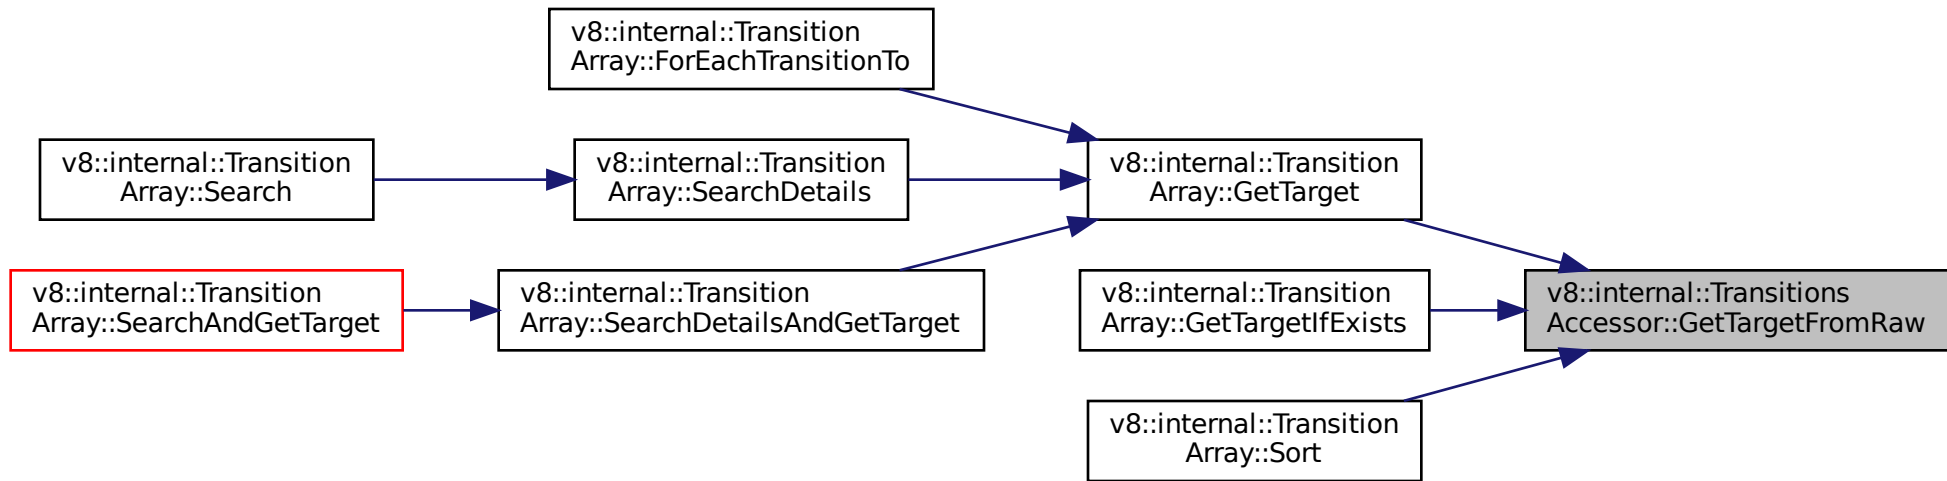 v8::internal::Transition
Array::ForEachTransitionTo
v8::internal::Transition
Array::Search
v8::internal::Transition
Array::SearchDetails
v8::internal::Transition
Array::GetTarget
v8::internal::Transition
Array::SearchAndGetTarget
v8::internal::Transition
Array::SearchDetailsAndGetTarget
v8::internal::Transition
Array::GetTargetIfExists
v8::internal::Transitions
Accessor::GetTargetFromRaw
v8::internal::Transition
Array::Sort